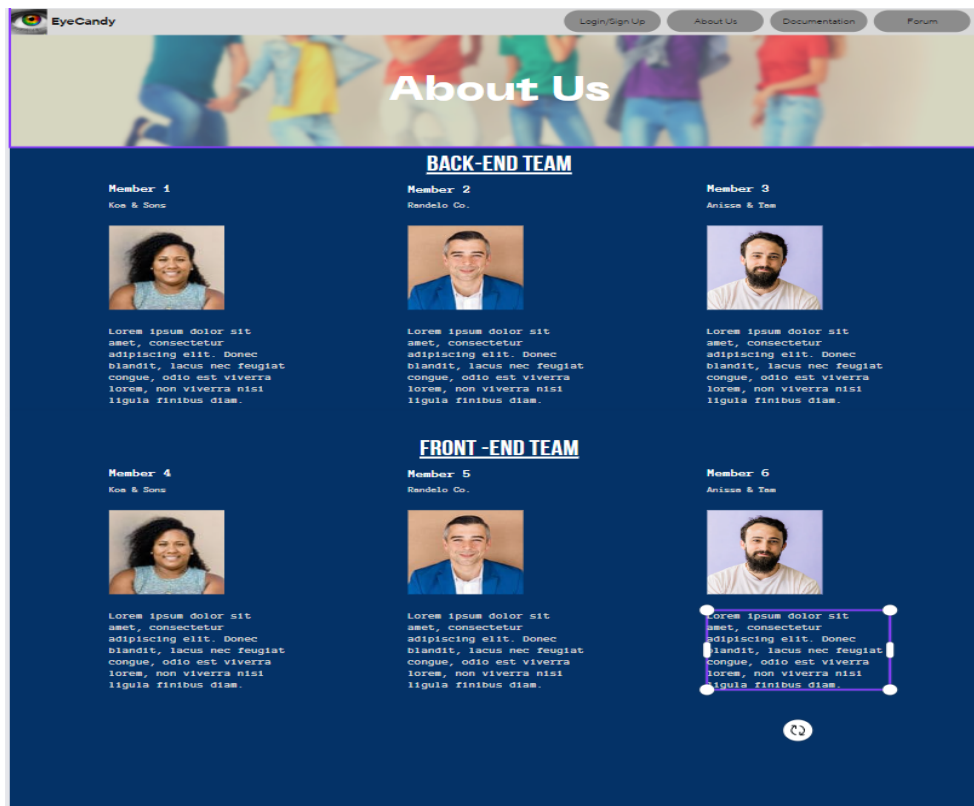 EyeCandy
Login/Sign Up
About Us
Documentation
Forum
About Us
BACK-END TEAM
Member 1
Koa & Sons
Member 2
Randelo Co.
Member 3
Anissa & Tam
Lorem ipsum dolor sit
amet, consectetur
adipiscing elit. Donec
blandit, lacus nec feugiat
congue, odio est viverra
lorem, non viverra nisi
ligula finibus diam.
Lorem ipsum dolor sit
amet, consectetur
adipiscing elit. Donec
blandit, lacus nec feugiat
congue, odio est viverra
lorem, non viverra nisi
ligula finibus diam.
Lorem ipsum dolor sit
amet, consectetur
adipiscing elit. Donec
blandit, lacus nec feugiat
congue, odio est viverra
lorem, non viverra nisi
ligula finibus diam.
FRONT -END TEAM
Member 4
Koa & Sons
Member 5
Randelo Co.
Member 6
Anissa & Tam
Lorem ipsum dolor sit
amet, consectetur
adipiscing elit. Donec
blandit, lacus nec feugiat
congue, odio est viverra
lorem, non viverra nisi
ligula finibus diam.
Lorem ipsum dolor sit
amet, consectetur
adipiscing elit. Donec
blandit, lacus nec feugiat
congue, odio est viverra
lorem, non viverra nisi
ligula finibus diam.
Lorem ipsum dolor sit
amet, consectetur
adipiscing elit. Donec
blandit, lacus nec feugiat
congue, odio est viverra
lorem, non viverra nisi
ligula finibus diam.